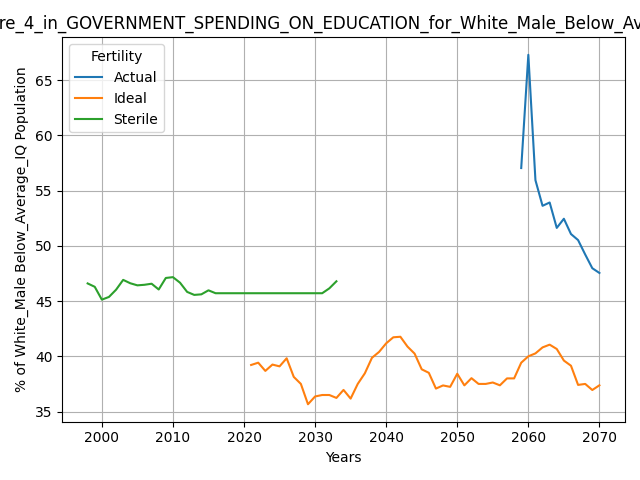 re_4_in_GOVERNMENT_SPENDING_ON_EDUCATION_for_White_Male_Below_Av
Fertility
Actual
Ideal
Sterile
% of White_Male Below_Average_IQ Population
65
60
55
50
45
40
35
2000 2010 2020 2030 2040 2050 2060 2070
Years